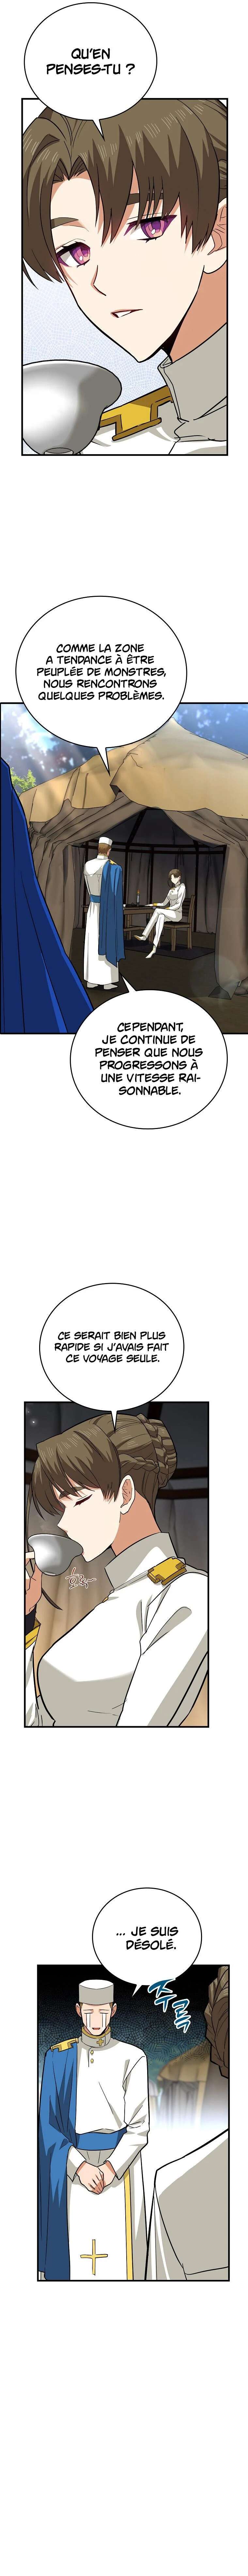 QU'EN
PENSES-TU ?
COMME LA ZONE
A TENDANCE À ÊTRE
PEUPLÉE DE MONSTRES,
NOUS RENCONTRONS
QUELQUES PROBLÈMES.
CEPENDANT,
JE CONTINUE DE
PENSER QUE NOUS
PROGRESSONS À
UNE VITESSE RAI-
SONNABLE.
CE SERAIT BIEN PLUS
RAPIDE SI J'AVAIS FAIT
CE VOYAGE SEULE.
... JE SUIS
DÉSOLÉ.
주륵